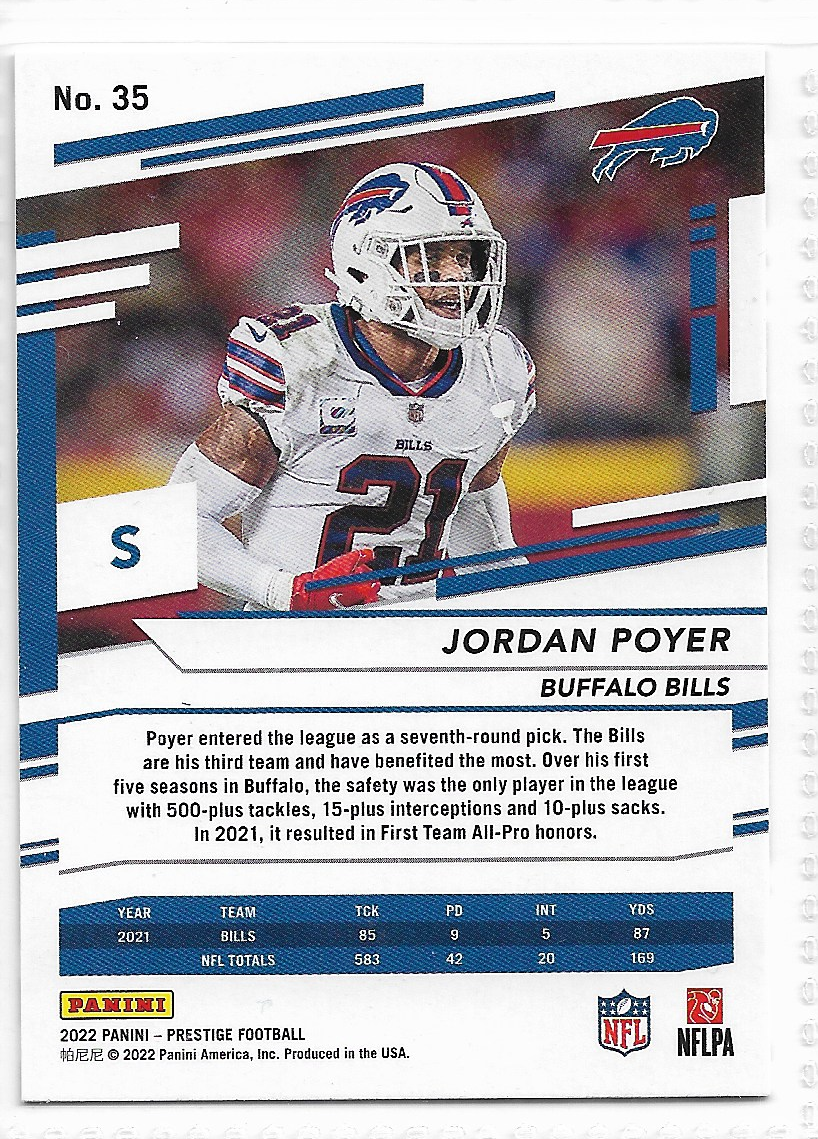 No. 35
21
BILLS
21
S
JORDAN POYER
BUFFALO BILLS
Poyer entered the league as a seventh-round pick. The Bills
are his third team and have benefited the most. Over his first
five seasons in Buffalo, the safety was the only player in the league
with 500-plus tackles, 15-plus interceptions and 10-plus sacks.
In 2021, it resulted in First Team All-Pro honors.
YEAR TEAM TCK PD INT YDS
2021 BILLS 85 9 5 87
NFL TOTALS 583 42 20 169
PANINI
2022 PANINI – PRESTIGE FOOTBALL
帕尼尼 © 2022 Panini America, Inc. Produced in the USA.
NFL
NFLPA